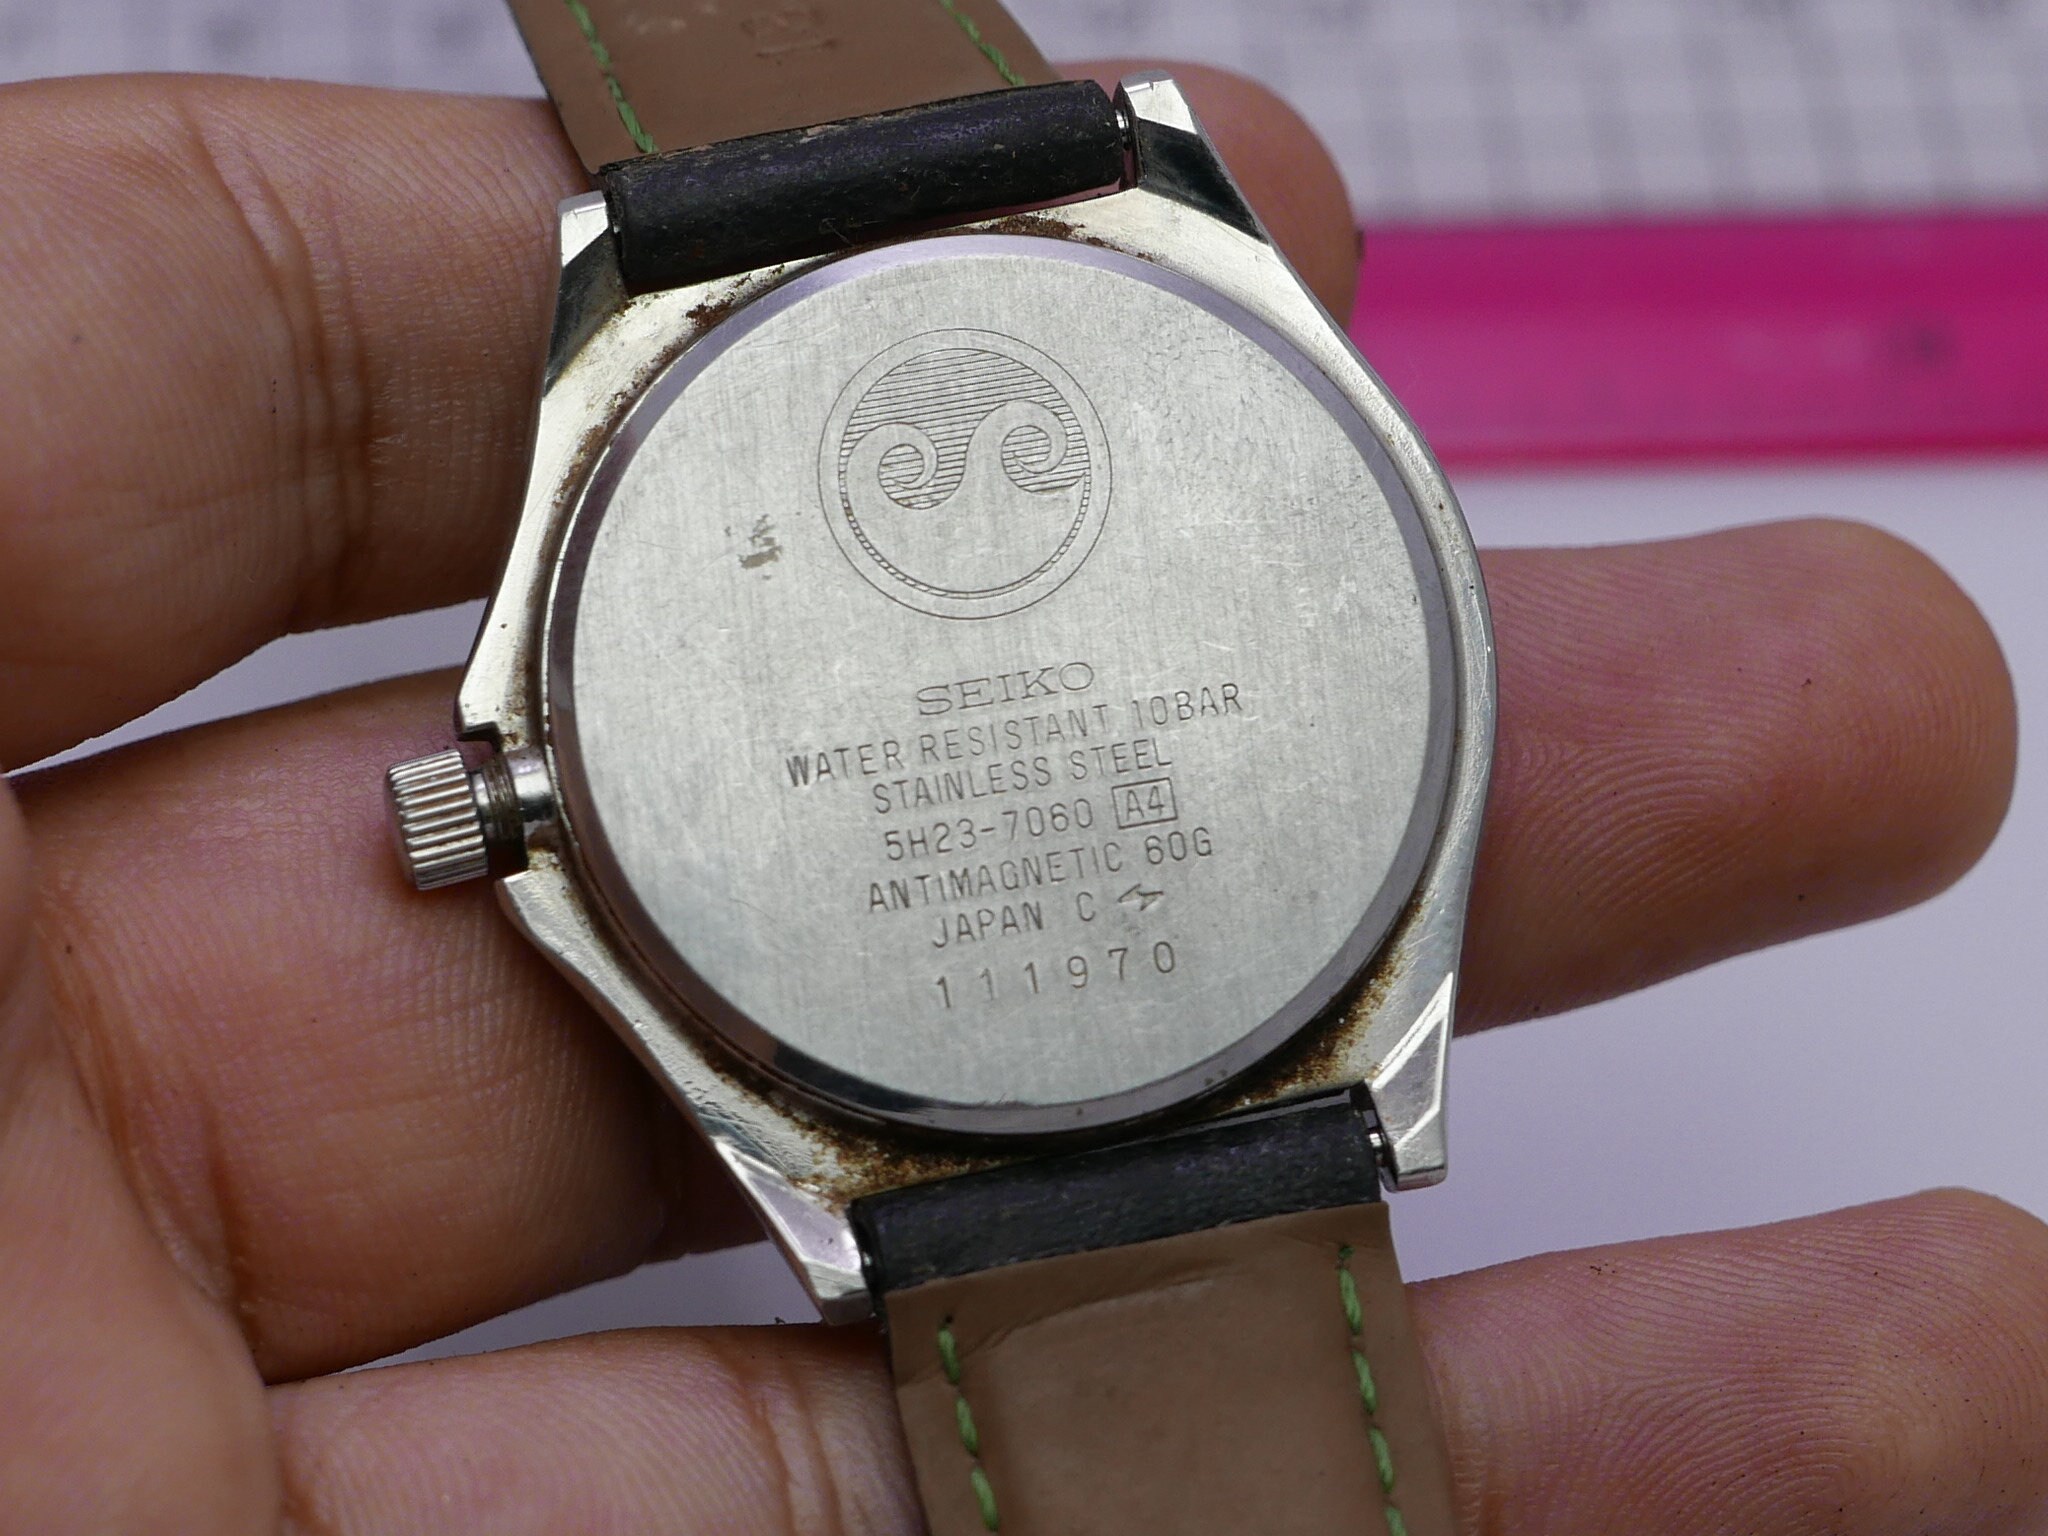 SEIKO
WATER RESISTANT 10BAR
STAINLESS STEEL
5H23-7060 A4
ANTIMAGNETIC 60G
JAPAN C
111970